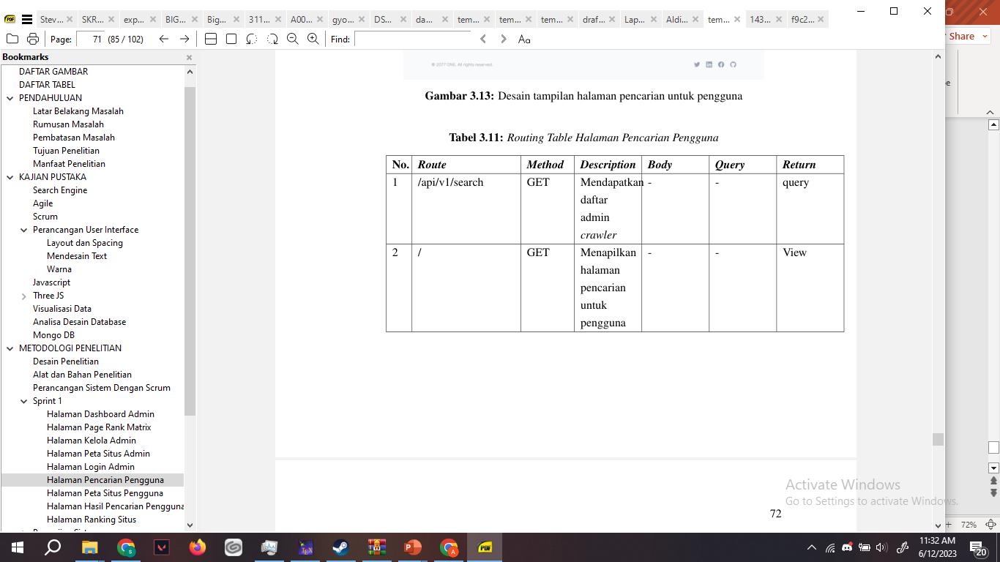 Stev... SKR... exp... BIG... Big... 311... A00... gyo... DS... da... tem... tem... tem... draf... Lap... Aldi... tem... 143... f9c2...
Page: 71 (85 / 102) Find: Aa
Share
Bookmarks
DAFTAR GAMBAR
DAFTAR TABEL
PENDAHULUAN
Latar Belakang Masalah
Rumusan Masalah
Pembatasan Masalah
Tujuan Penelitian
Manfaat Penelitian
KAJIAN PUSTAKA
Search Engine
Agile
Scrum
Perancangan User Interface
Layout dan Spacing
Mendesain Text
Warna
Javascript
Three JS
Visualisasi Data
Analisa Desain Database
Mongo DB
METODOLOGI PENELITIAN
Desain Penelitian
Alat dan Bahan Penelitian
Perancangan Sistem Dengan Scrum
Sprint 1
Halaman Dashboard Admin
Halaman Page Rank Matrix
Halaman Kelola Admin
Halaman Peta Situs Admin
Halaman Login Admin
Halaman Pencarian Pengguna
Halaman Peta Situs Pengguna
Halaman Hasil Pencarian Pengguna
Halaman Ranking Situs
© 2077 ONE. All rights reserved.
Gambar 3.13: Desain tampilan halaman pencarian untuk pengguna
Tabel 3.11: Routing Table Halaman Pencarian Pengguna
No. Route Method Description Body Query Return
1 /api/v1/search GET Mendapatkan - - query
daftar
admin
crawler
2 / GET Menapilkan - - View
halaman
pencarian
untuk
pengguna
72
Activate Windows
Go to Settings to activate Windows.
72%
11:32 AM
6/12/2023
20